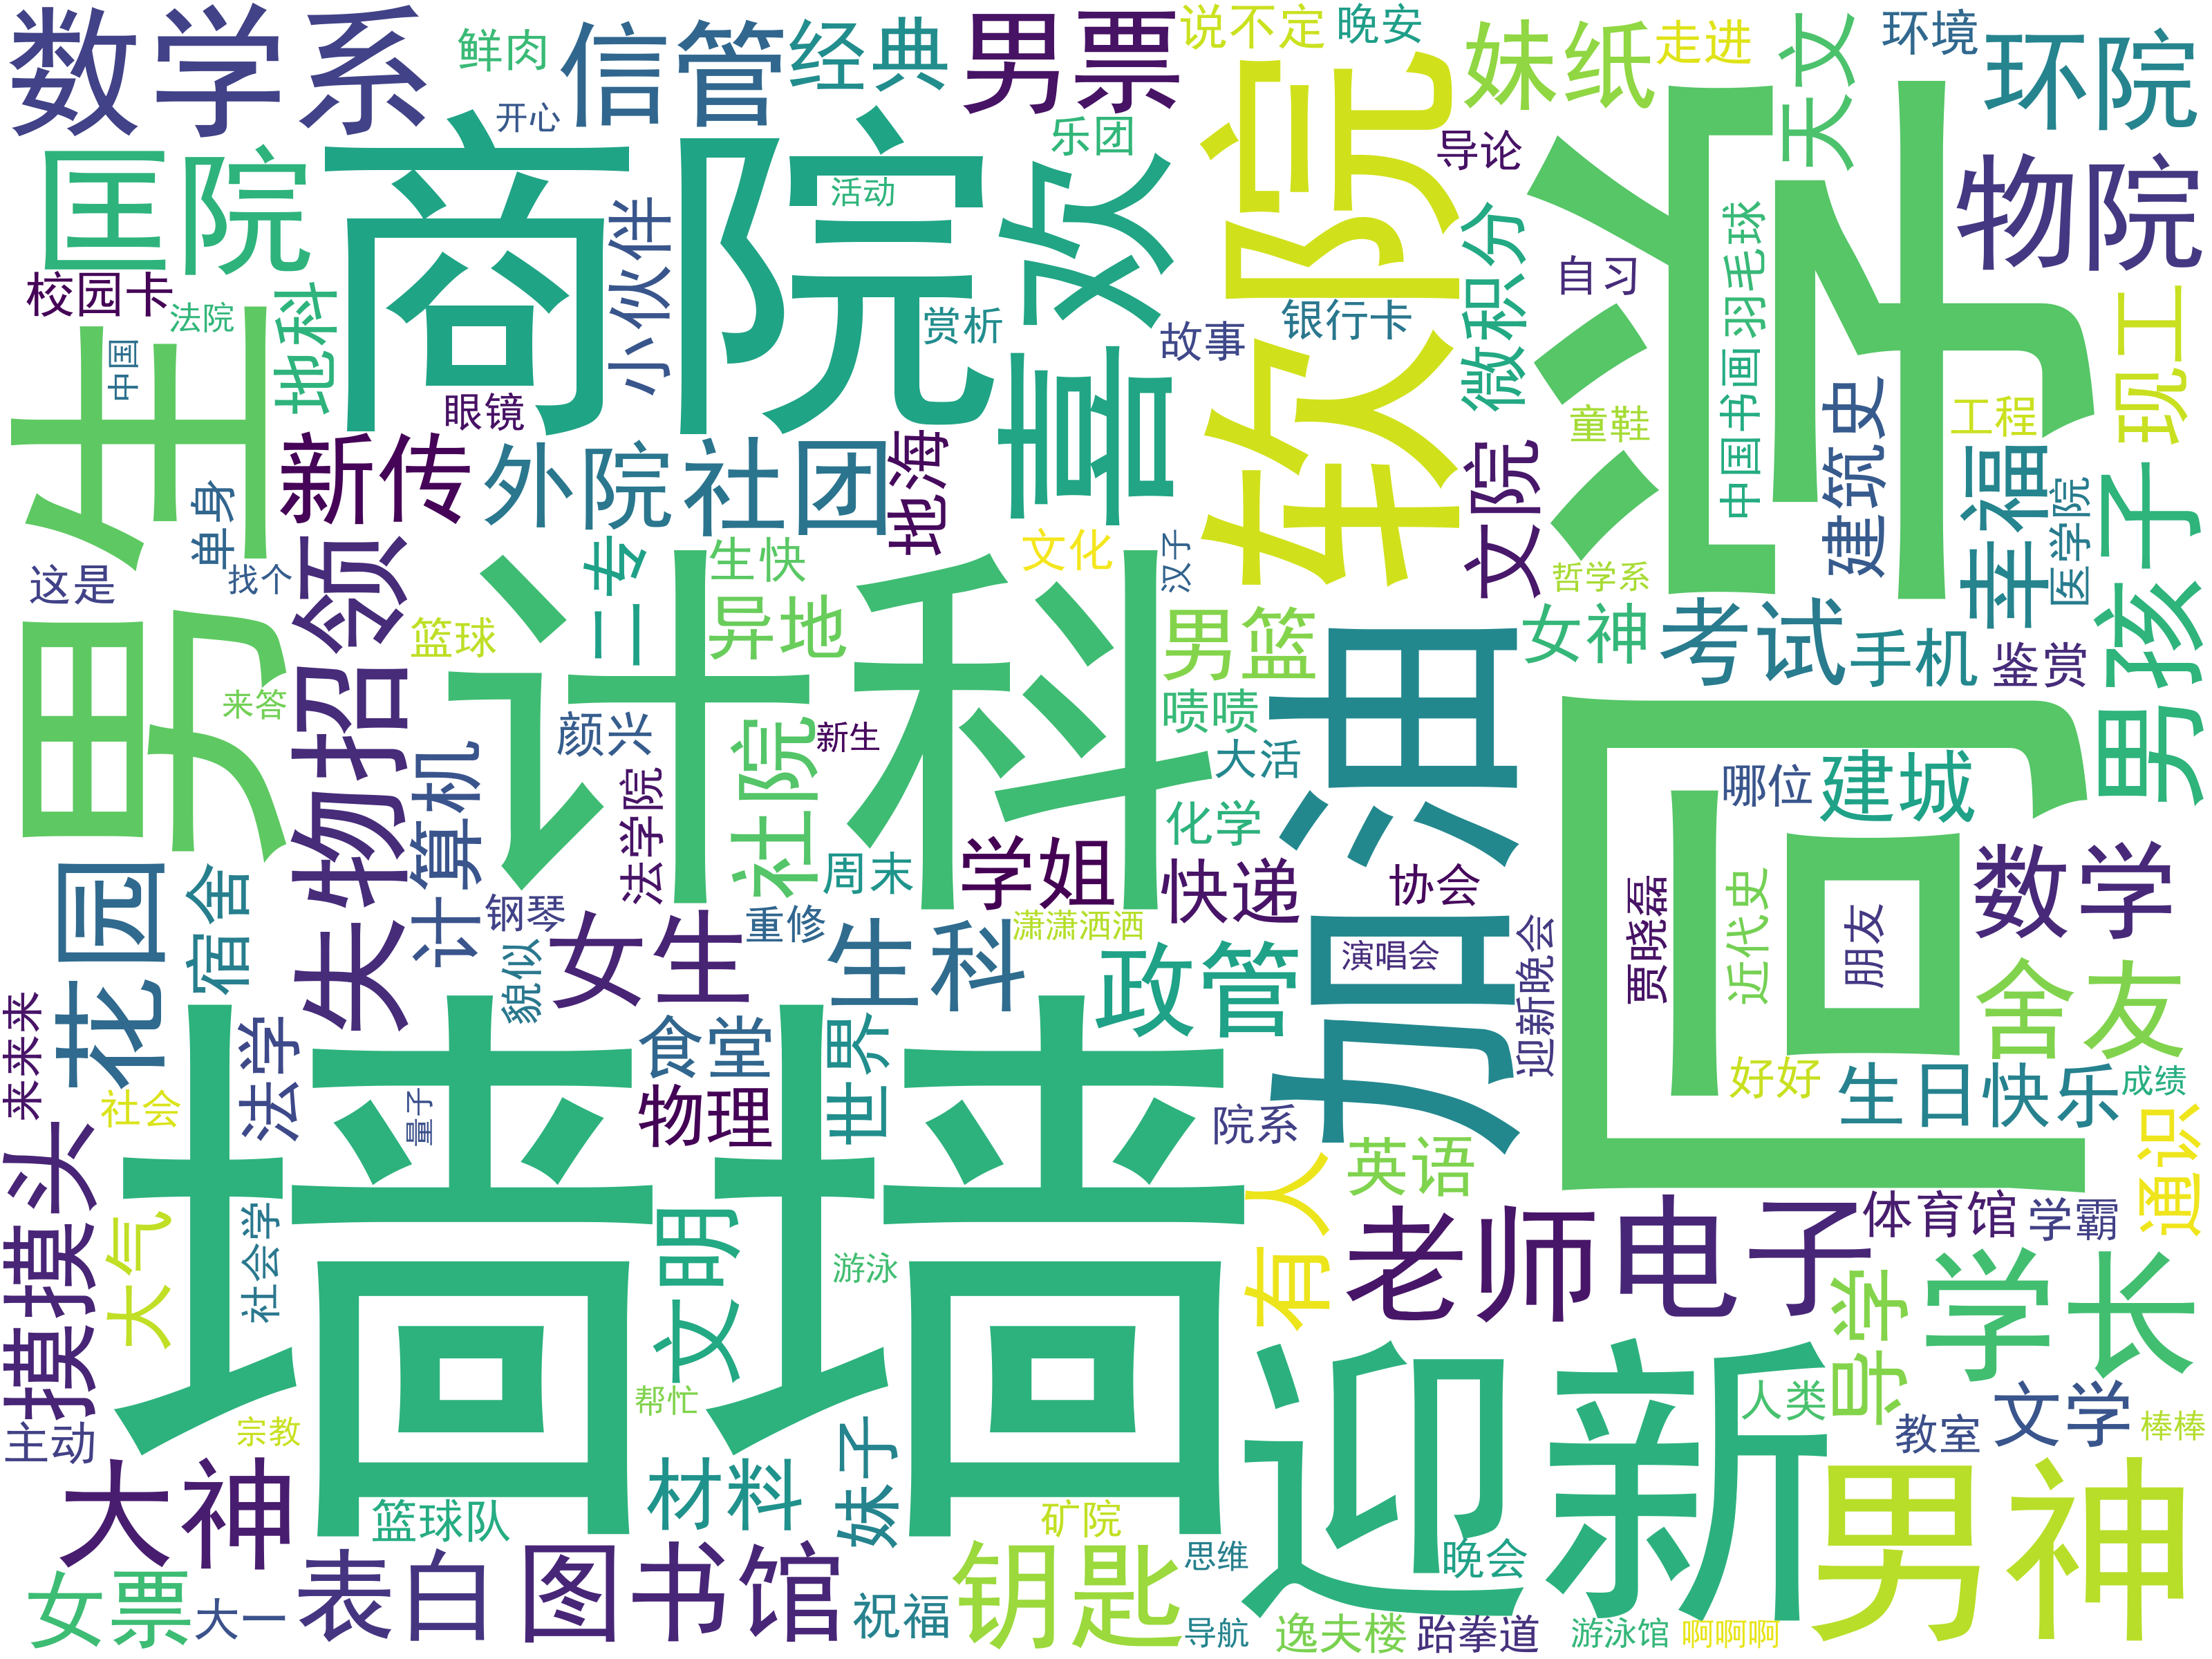 数学系
鲜肉
信管
经典
男票
说不定
晚安
妹纸
走进
天文
环境
环院
开心
商院
乐团
喜欢
软院
导论
同学
物院
匡院
活动
小伙伴
微积分
自习
中国书画
羽毛球
现工
校园卡
法院
地科
赏析
故事
银行卡
中国
男生
眼镜
童鞋
建筑史
工程
新传
外院
社团
地海
文院
幸福
男孩子
单身
二专
生快
文化
汉子
哲学系
医学院
这是
找个
失物招领
篮球
异地
男篮
女神
考试
手机
鉴赏
计科
加油
来答
颜兴
新生
啧啧
大活
哪位
建城
计算机
法学院
社院
周末
化学
学姐
快递
协会
贾晓磊
近代史
朋友
数学
花园
宿舍
钢琴
女生
重修
生科
潇潇洒洒
政管
演唱会
迎新晚会
舍友
貌似
来来来
法学
墙墙
食堂
世界
物理
社会
量子
院系
好好
生日快乐
成绩
英语
通识
摸摸头
大气
社会学
文明
游泳
有人
老师
电子
体育馆
学霸
导学
学长
帮忙
迎新
人类
主动
宗教
教室
文学
棒棒
大神
篮球队
材料
妹子
矿院
思维
晚会
男神
女票
大一
表白
图书馆
祝福
钥匙
导航
逸夫楼
跆拳道
游泳馆
啊啊啊